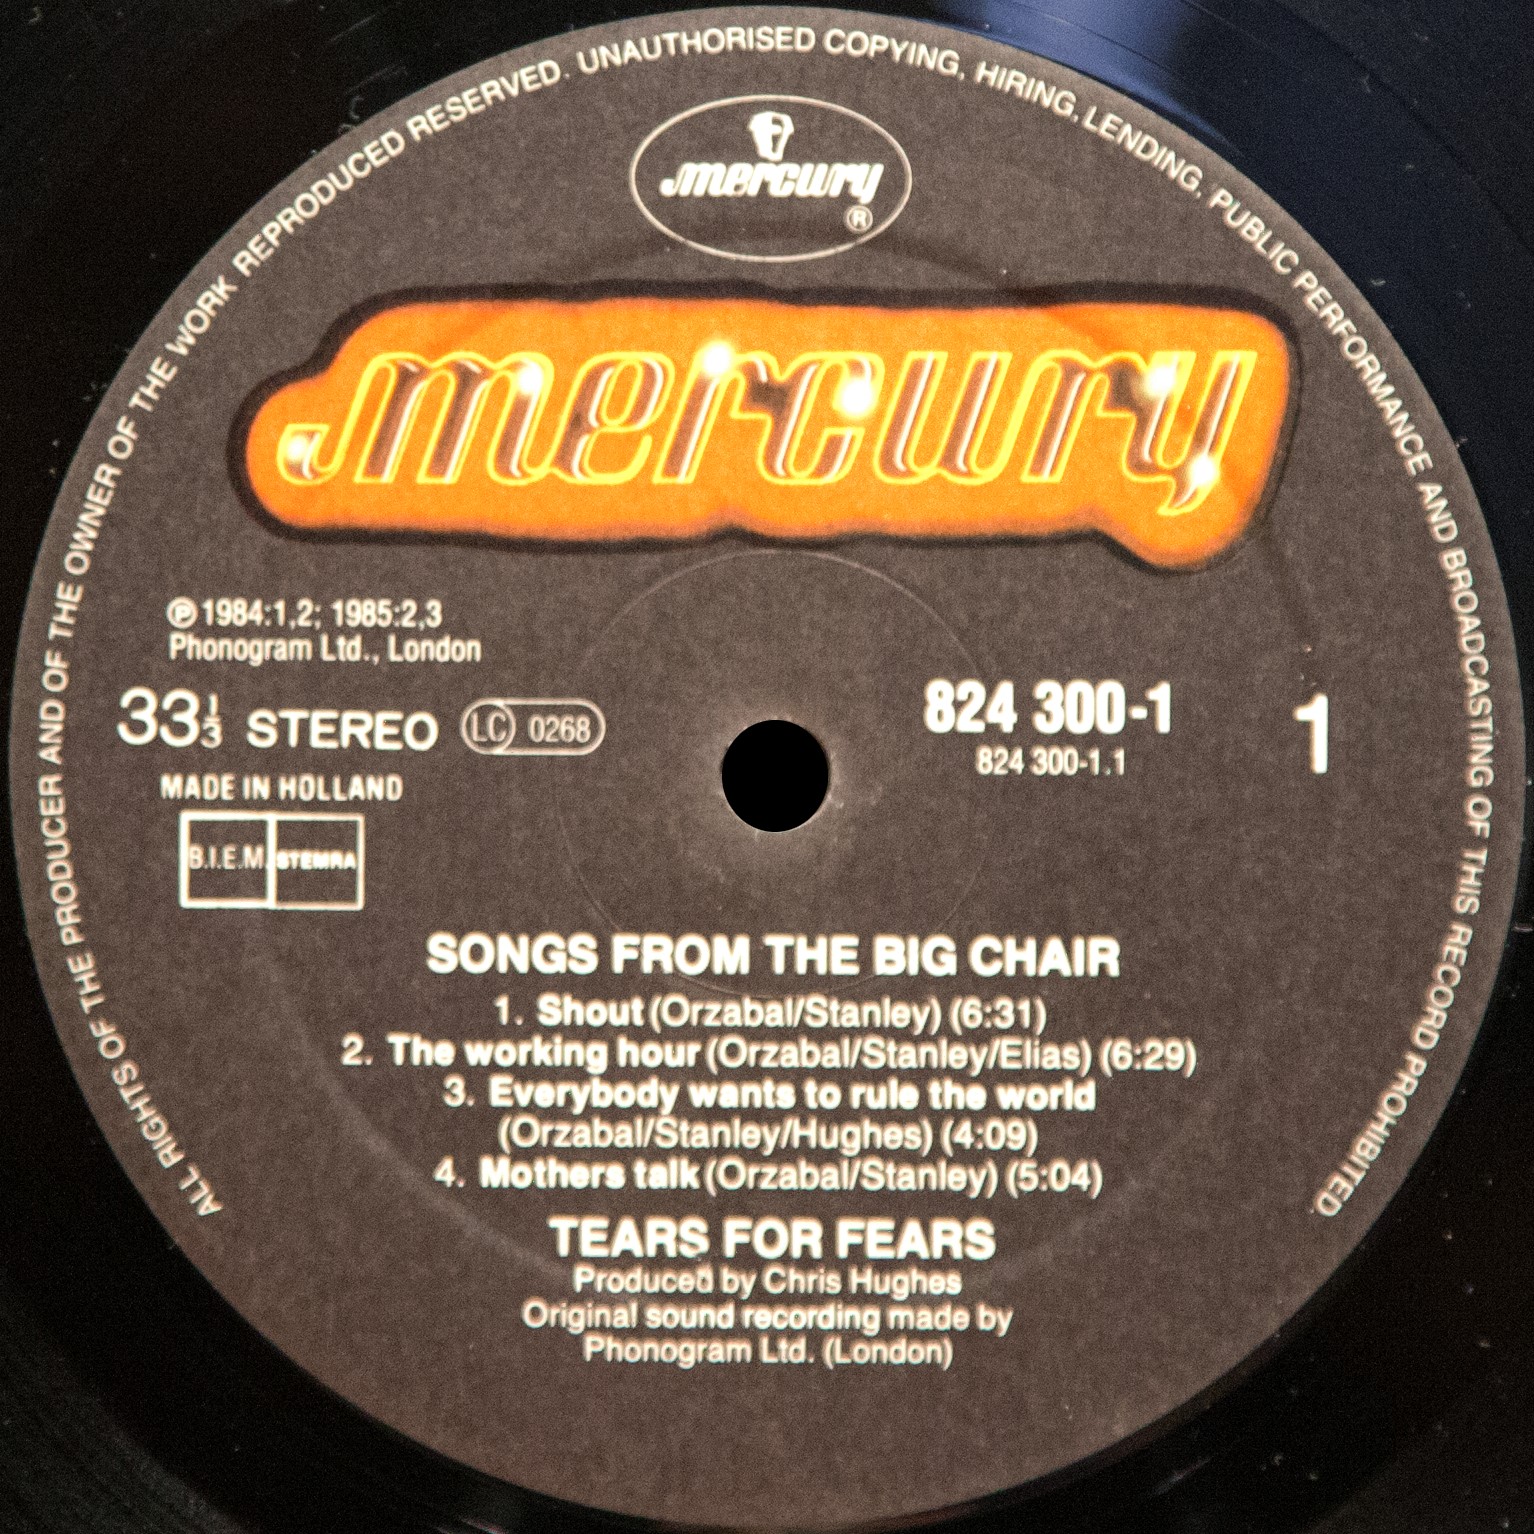 ALL RIGHTS OF THE PRODUCER AND OF THE OWNER OF THE WORK REPRODUCED RESERVED. UNAUTHORISED COPYING, HIRING, LENDING, PUBLIC PERFORMANCE AND BROADCASTING OF THIS RECORD PROHIBITED.
mercury
®
mercury
℗ 1984:1,2; 1985:2,3
Phonogram Ltd., London
33⅓ STEREO LC 0268
824 300-1
824 300-1.1
1
MADE IN HOLLAND
B.I.E.M. STEMRA
SONGS FROM THE BIG CHAIR
1. Shout (Orzabal/Stanley) (6:31)
2. The working hour (Orzabal/Stanley/Elias) (6:29)
3. Everybody wants to rule the world
(Orzabal/Stanley/Hughes) (4:09)
4. Mothers talk (Orzabal/Stanley) (5:04)
TEARS FOR FEARS
Produced by Chris Hughes
Original sound recording made by
Phonogram Ltd. (London)